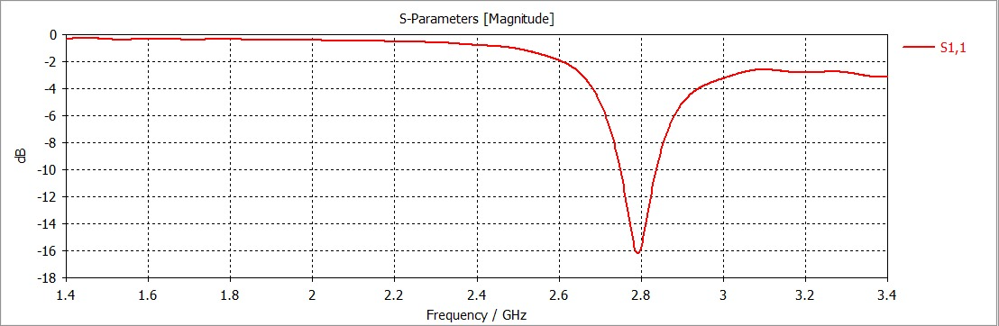 S-Parameters [Magnitude]
0
-2
-4
-6
-8
-10
-12
-14
-16
-18
dB
1.4 1.6 1.8 2 2.2 2.4 2.6 2.8 3 3.2 3.4
Frequency / GHz
S1,1